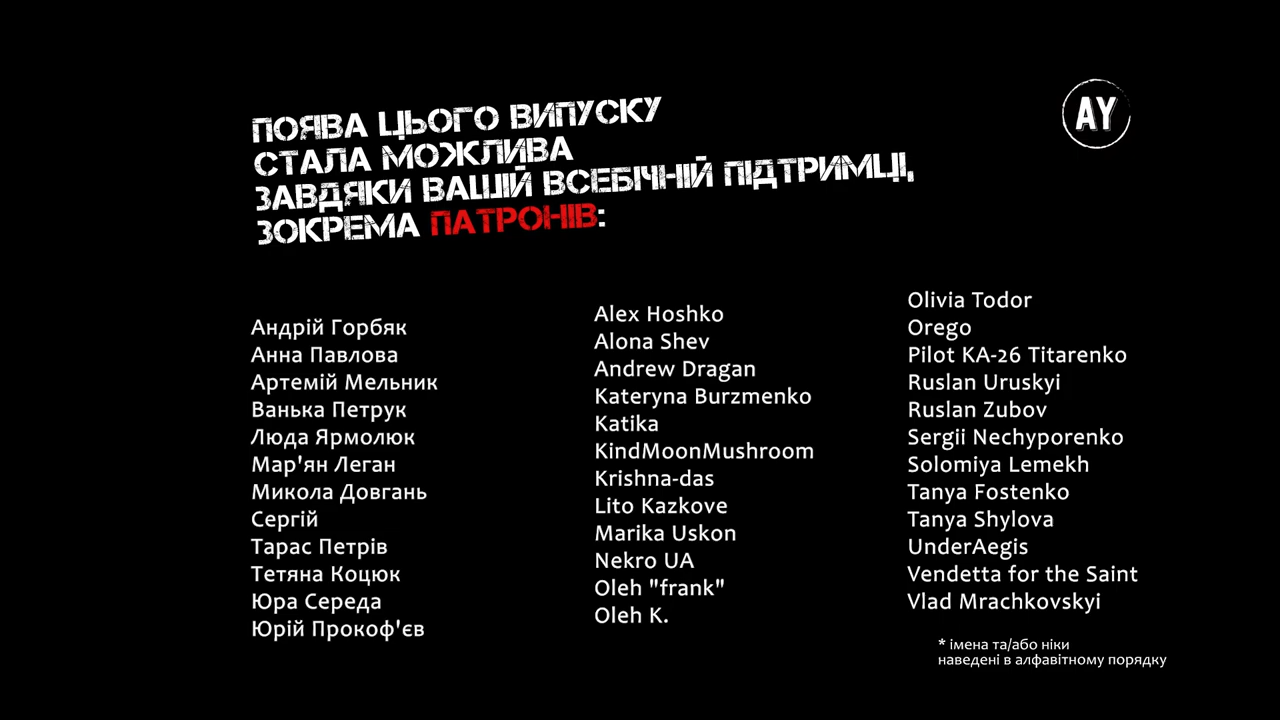 ПОЯВА ЦЬОГО ВИПУСКУ
СТАЛА МОЖЛИВА
ЗАВДЯКИ ВАШІЙ ВСЕБІЧНІЙ ПІДТРИМЦІ,
ЗОКРЕМА ПАТРОНІВ:
АУ
Андрій Горбяк
Анна Павлова
Артемій Мельник
Ванька Петрук
Люда Ярмолюк
Мар'ян Леган
Микола Довгань
Сергій
Тарас Петрів
Тетяна Коцюк
Юра Середа
Юрій Прокоф'єв
Alex Hoshko
Alona Shev
Andrew Dragan
Kateryna Burzmenko
Katika
KindMoonMushroom
Krishna-das
Lito Kazkove
Marika Uskon
Nekro UA
Oleh "frank"
Oleh K.
Olivia Todor
Orego
Pilot KA-26 Titarenko
Ruslan Uruskyi
Ruslan Zubov
Sergii Nechyporenko
Solomiya Lemekh
Tanya Fostenko
Tanya Shylova
UnderAegis
Vendetta for the Saint
Vlad Mrachkovskyi
* імена та/або ніки
наведені в алфавітному порядку